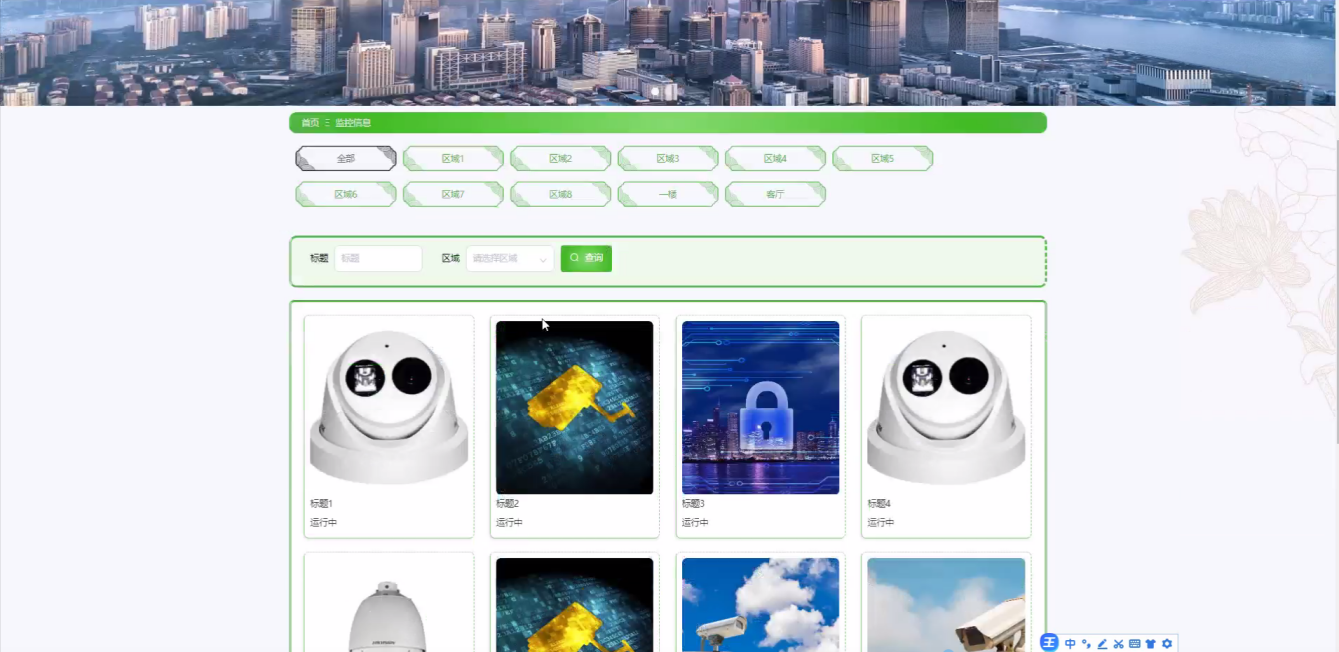 首页 Ξ 监控信息
全部 区域1 区域2 区域3 区域4 区域5
区域6 区域7 区域8 一楼 客厅
标题 标题 区域 请选择区域 查询
标题1 标题2 标题3 标题4
运行中 运行中 运行中 运行中
HIKVISION
王 中